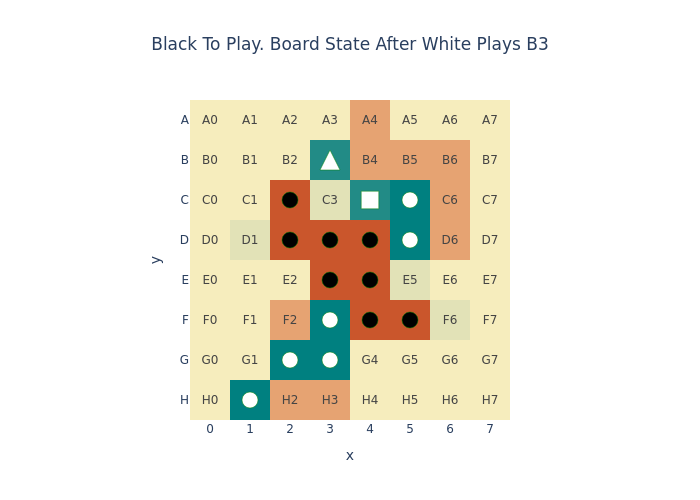 Black To Play. Board State After White Plays B3
A A0 A1 A2 A3 A4 A5 A6 A7
B B0 B1 B2 B4 B5 B6 B7
C C0 C1 C3 C6 C7
D D0 D1 D6 D7
y
E E0 E1 E2 E5 E6 E7
F F0 F1 F2 F6 F7
G G0 G1 G4 G5 G6 G7
H H0 H2 H3 H4 H5 H6 H7
0 1 2 3 4 5 6 7
x